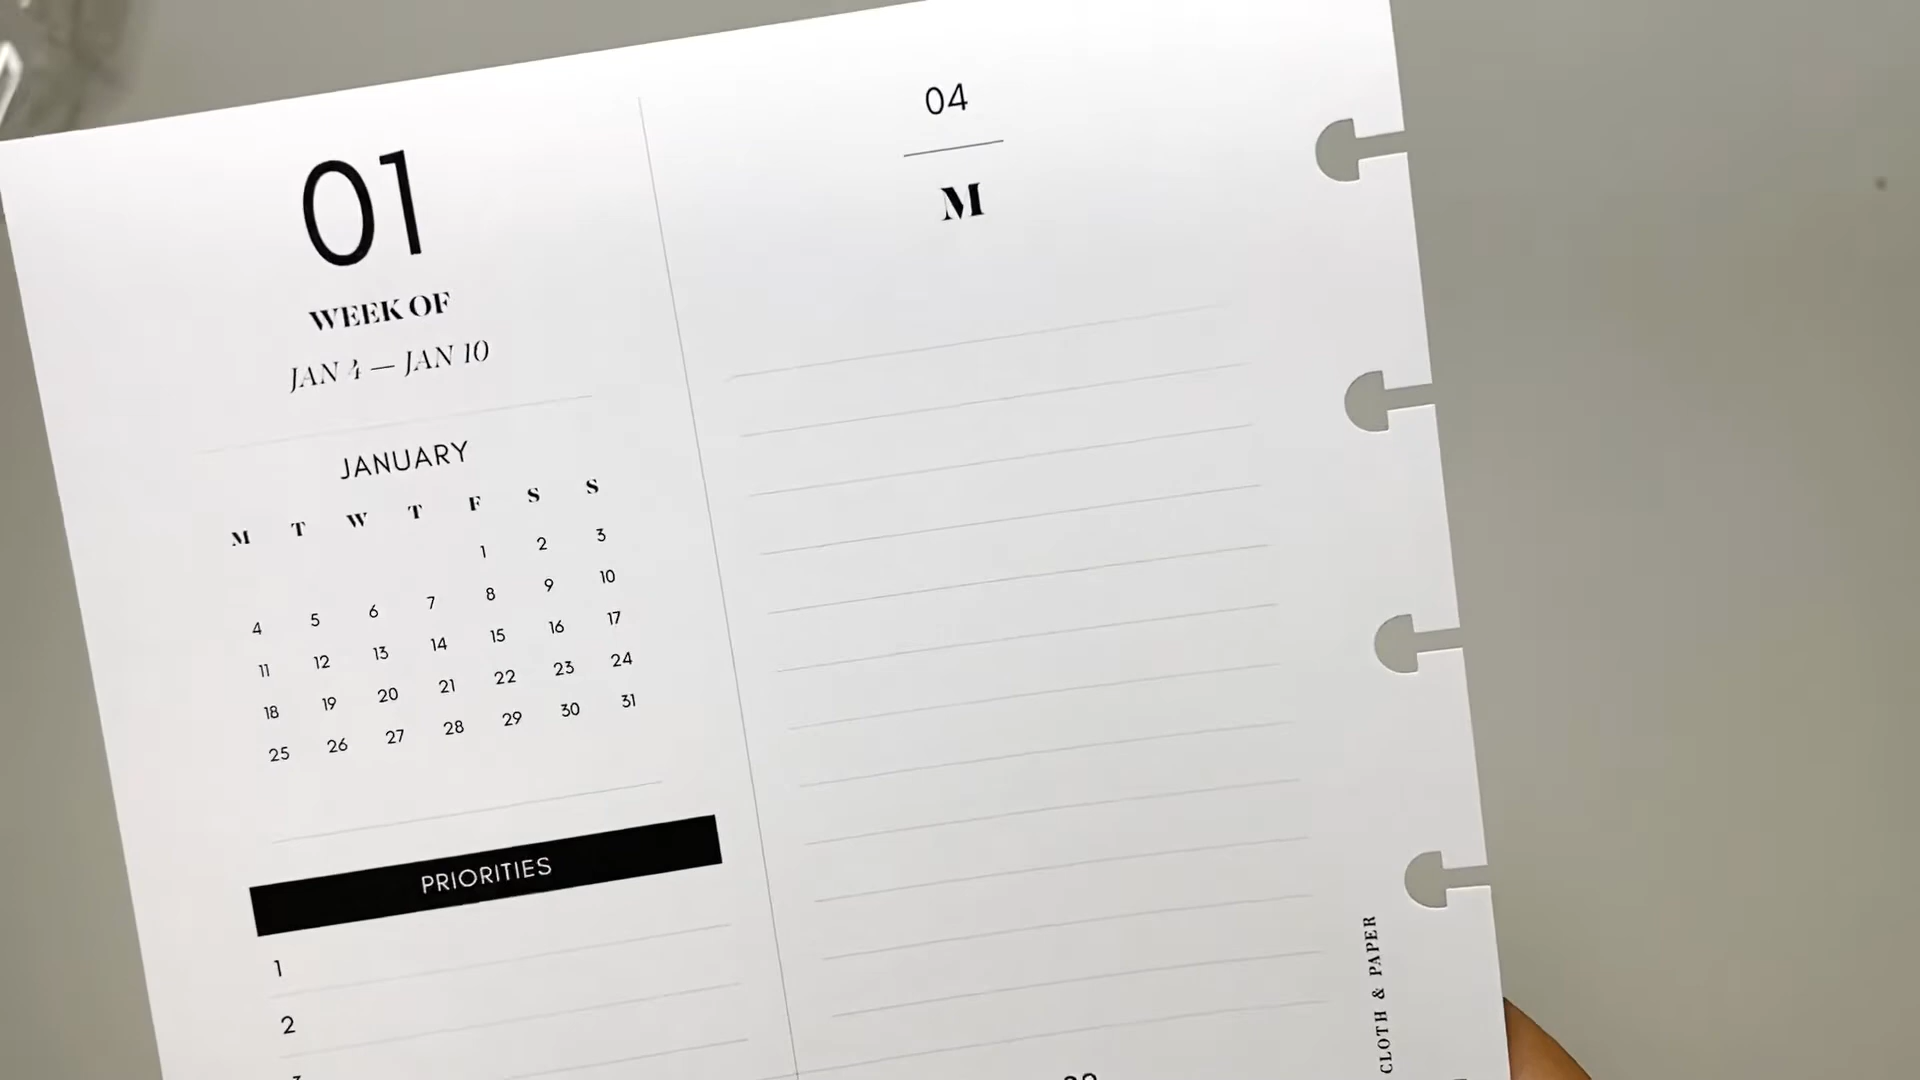 01
WEEK OF
JAN 4 — JAN 10
JANUARY
M T W T F S S
1 2 3
4 5 6 7 8 9 10
11 12 13 14 15 16 17
18 19 20 21 22 23 24
25 26 27 28 29 30 31
PRIORITIES
1
2
04
M
CLOTH & PAPER